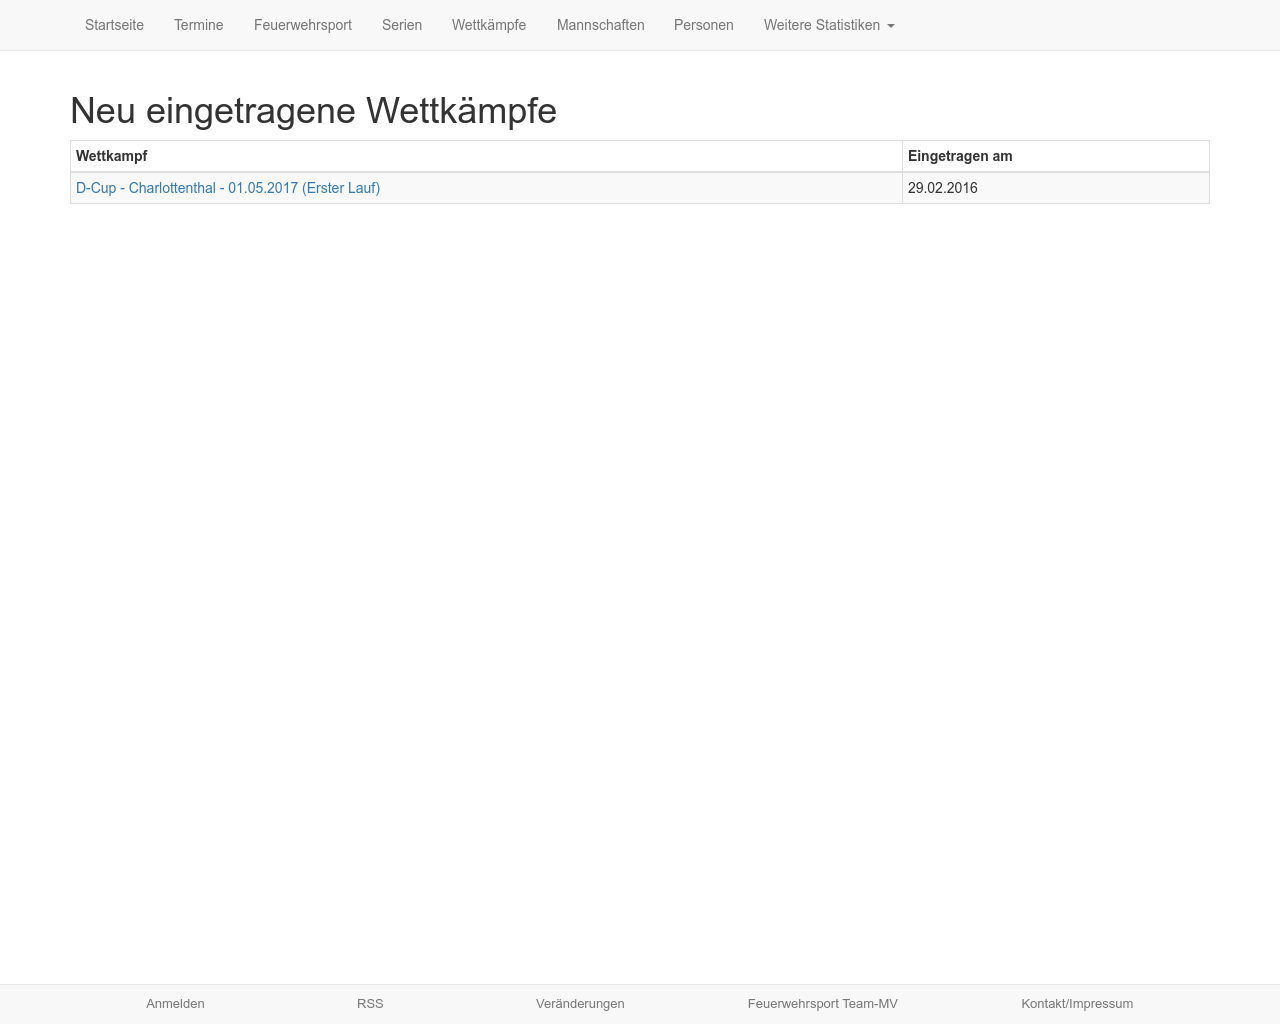 Startseite Termine Feuerwehrsport Serien Wettkämpfe Mannschaften Personen Weitere Statistiken
Neu eingetragene Wettkämpfe
Wettkampf Eingetragen am
D-Cup - Charlottenthal - 01.05.2017 (Erster Lauf) 29.02.2016
Anmelden RSS Veränderungen Feuerwehrsport Team-MV Kontakt/Impressum